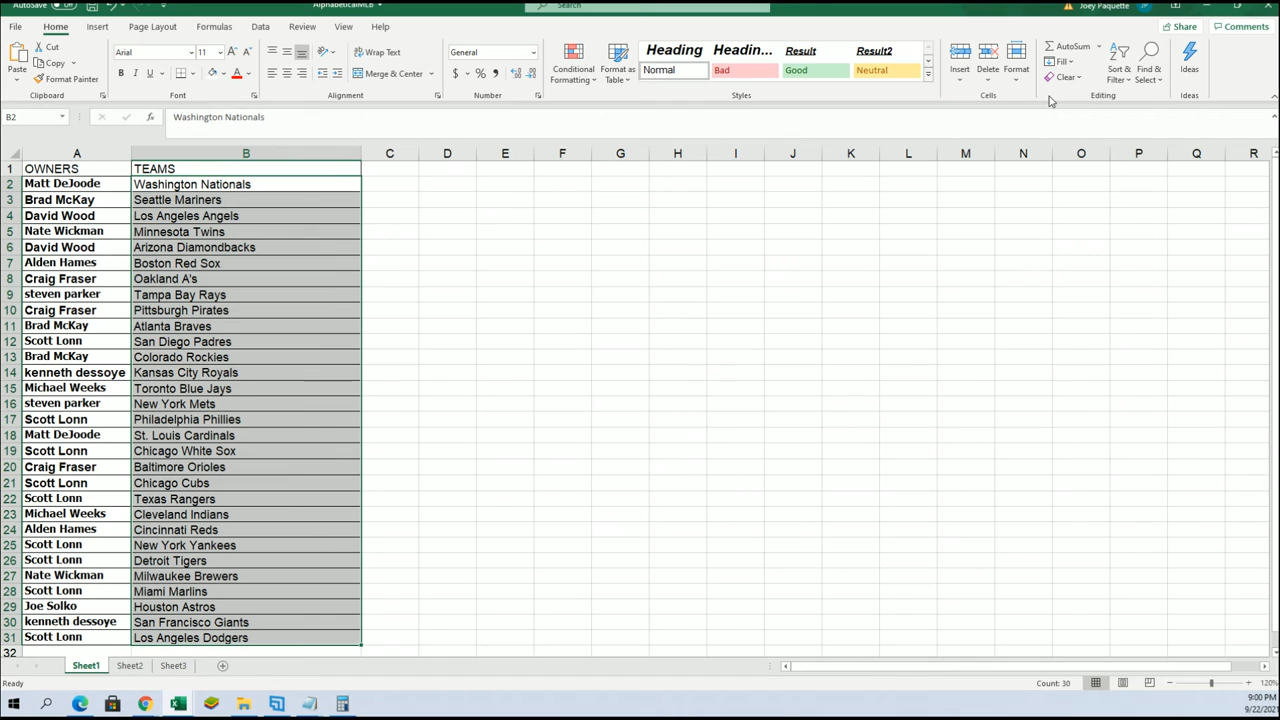 AutoSave
AlphabeticalMLB
Search
Joey Paquette
File Home Insert Page Layout Formulas Data Review View Help
Share Comments
Paste
Cut
Copy
Format Painter
Clipboard
Arial 11
Font
Wrap Text
Merge & Center
Alignment
General
Number
Conditional Formatting
Format as Table
Heading Headin... Result Result2
Normal Bad Good Neutral
Styles
Insert Delete Format
Cells
AutoSum
Fill
Clear
Sort & Filter
Find & Select
Editing
Ideas
Ideas
B2 fx Washington Nationals
A B C D E F G H I J K L M N O P Q R
1 OWNERS TEAMS
2 Matt DeJoode Washington Nationals
3 Brad McKay Seattle Mariners
4 David Wood Los Angeles Angels
5 Nate Wickman Minnesota Twins
6 David Wood Arizona Diamondbacks
7 Alden Hames Boston Red Sox
8 Craig Fraser Oakland A's
9 steven parker Tampa Bay Rays
10 Craig Fraser Pittsburgh Pirates
11 Brad McKay Atlanta Braves
12 Scott Lonn San Diego Padres
13 Brad McKay Colorado Rockies
14 kenneth dessoye Kansas City Royals
15 Michael Weeks Toronto Blue Jays
16 steven parker New York Mets
17 Scott Lonn Philadelphia Phillies
18 Matt DeJoode St. Louis Cardinals
19 Scott Lonn Chicago White Sox
20 Craig Fraser Baltimore Orioles
21 Scott Lonn Chicago Cubs
22 Scott Lonn Texas Rangers
23 Michael Weeks Cleveland Indians
24 Alden Hames Cincinnati Reds
25 Scott Lonn New York Yankees
26 Scott Lonn Detroit Tigers
27 Nate Wickman Milwaukee Brewers
28 Scott Lonn Miami Marlins
29 Joe Solko Houston Astros
30 kenneth dessoye San Francisco Giants
31 Scott Lonn Los Angeles Dodgers
32
Sheet1 Sheet2 Sheet3
Ready
Count: 30
120%
9:00 PM